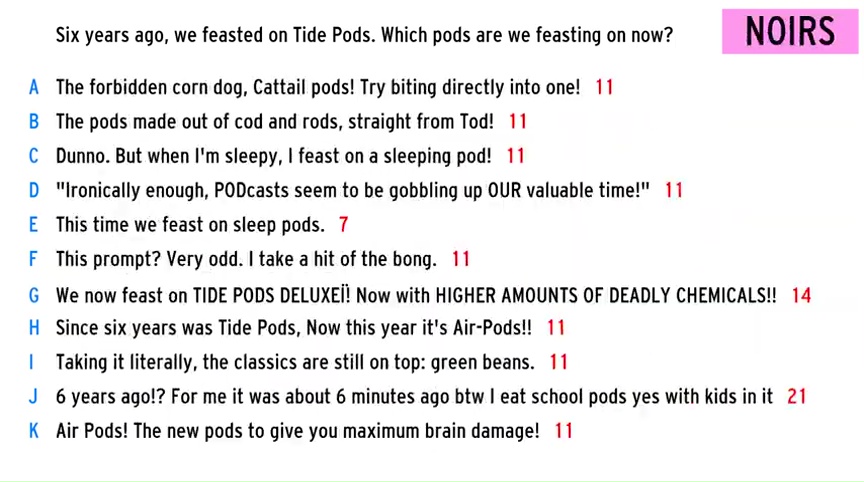 Six years ago, we feasted on Tide Pods. Which pods are we feasting on now?
NOIRS
A The forbidden corn dog, Cattail pods! Try biting directly into one! 11
B The pods made out of cod and rods, straight from Tod! 11
C Dunno. But when I'm sleepy, I feast on a sleeping pod! 11
D "Ironically enough, PODcasts seem to be gobbling up OUR valuable time!" 11
E This time we feast on sleep pods. 7
F This prompt? Very odd. I take a hit of the bong. 11
G We now feast on TIDE PODS DELUXEÏ! Now with HIGHER AMOUNTS OF DEADLY CHEMICALS!! 14
H Since six years was Tide Pods, Now this year it's Air-Pods!! 11
I Taking it literally, the classics are still on top: green beans. 11
J 6 years ago!? For me it was about 6 minutes ago btw I eat school pods yes with kids in it 21
K Air Pods! The new pods to give you maximum brain damage! 11